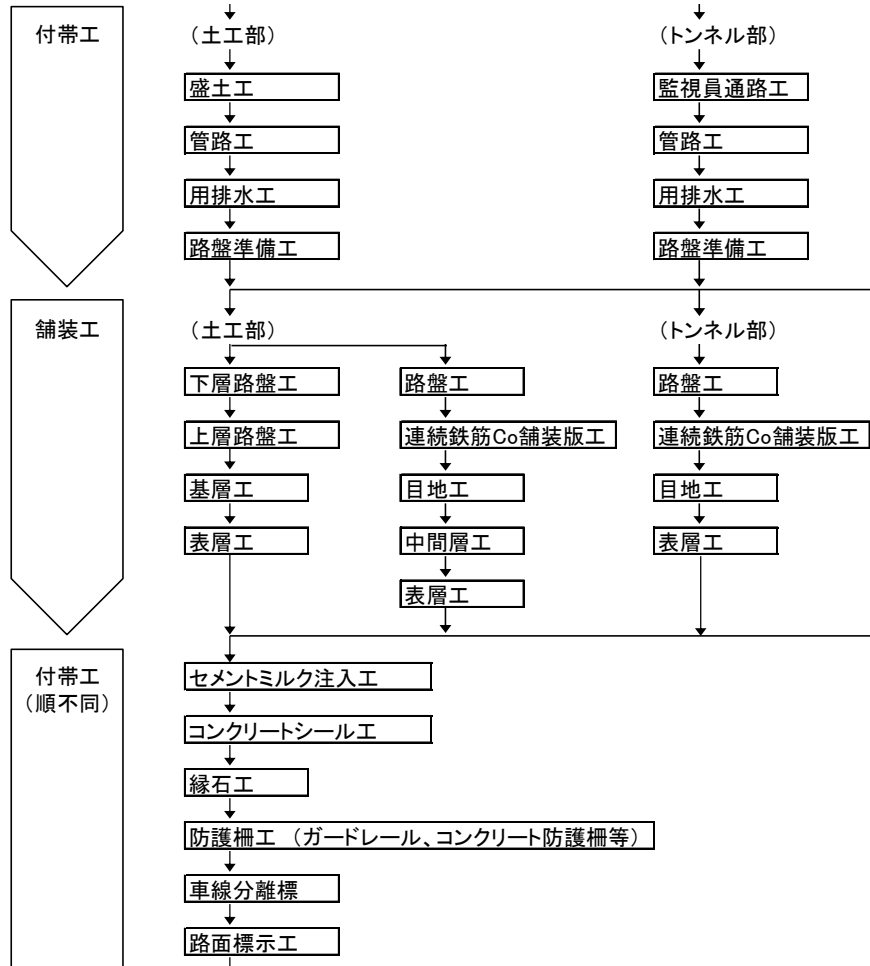 付帯工
（土工部）
（トンネル部）
盛土工
監視員通路工
管路工
管路工
用排水工
用排水工
路盤準備工
路盤準備工
舗装工
（土工部）
（トンネル部）
下層路盤工
路盤工
路盤工
上層路盤工
連続鉄筋Co舗装版工
連続鉄筋Co舗装版工
基層工
目地工
目地工
表層工
中間層工
表層工
表層工
付帯工
（順不同）
セメントミルク注入工
コンクリートシール工
縁石工
防護柵工　（ガードレール、コンクリート防護柵等）
車線分離標
路面標示工